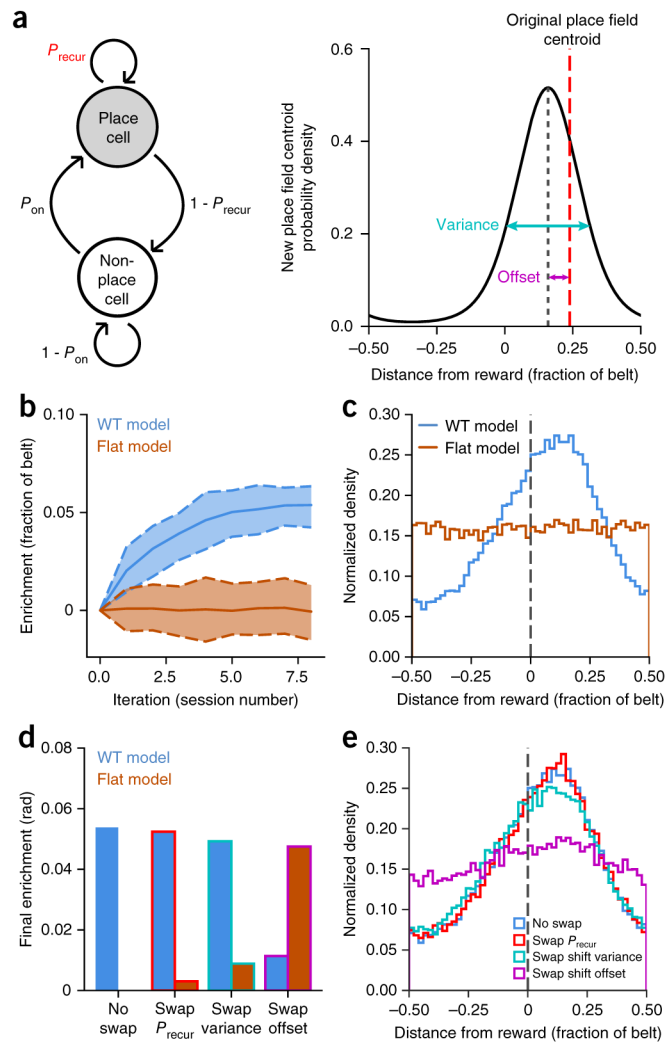 a
P recur
Place
cell
P on
1 - P recur
Non-
place
cell
1 - P on
Original place field
centroid
New place field centroid
probability density
0.6
0.4
0.2
0.0
Variance
Offset
−0.50
−0.25
0
0.25
0.50
Distance from reward (fraction of belt)
b
WT model
Flat model
Enrichment (fraction of belt)
0.10
0.05
0
0.0
2.5
5.0
7.5
Iteration (session number)
c
WT model
Flat model
Normalized density
0.30
0.25
0.20
0.15
0.10
0.05
0.00
−0.50
−0.25
0
0.25
0.50
Distance from reward (fraction of belt)
d
WT model
Flat model
Final enrichment (rad)
0.08
0.06
0.04
0.02
0
No
swap
Swap
P recur
Swap
variance
Swap
offset
e
Normalized density
0.30
0.25
0.20
0.15
0.10
0.05
0.00
No swap
Swap P recur
Swap shift variance
Swap shift offset
−0.50
−0.25
0
0.25
0.50
Distance from reward (fraction of belt)